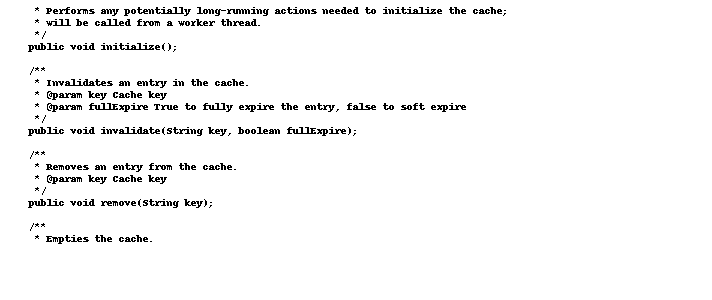 * Performs any potentially long-running actions needed to initialize the cache;
* will be called from a worker thread.
*/
public void initialize();
/**
* Invalidates an entry in the cache.
* @param key Cache key
* @param fullExpire True to fully expire the entry, false to soft expire
*/
public void invalidate(String key, boolean fullExpire);
/**
* Removes an entry from the cache.
* @param key Cache key
*/
public void remove(String key);
/**
* Empties the cache.